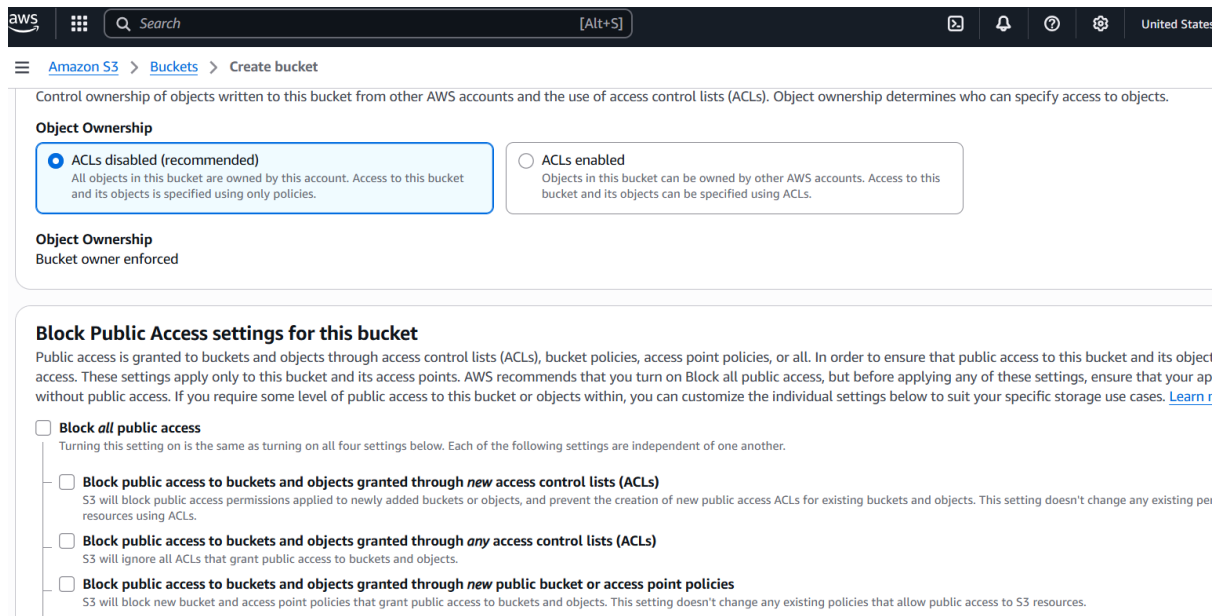 aws
Search [Alt+S] United States
Amazon S3 > Buckets > Create bucket
Control ownership of objects written to this bucket from other AWS accounts and the use of access control lists (ACLs). Object ownership determines who can specify access to objects.
Object Ownership
ACLs disabled (recommended)
All objects in this bucket are owned by this account. Access to this bucket
and its objects is specified using only policies.
ACLs enabled
Objects in this bucket can be owned by other AWS accounts. Access to this
bucket and its objects can be specified using ACLs.
Object Ownership
Bucket owner enforced
Block Public Access settings for this bucket
Public access is granted to buckets and objects through access control lists (ACLs), bucket policies, access point policies, or all. In order to ensure that public access to this bucket and its object
access. These settings apply only to this bucket and its access points. AWS recommends that you turn on Block all public access, but before applying any of these settings, ensure that your ap
without public access. If you require some level of public access to this bucket or objects within, you can customize the individual settings below to suit your specific storage use cases. Learn
Block all public access
Turning this setting on is the same as turning on all four settings below. Each of the following settings are independent of one another.
Block public access to buckets and objects granted through new access control lists (ACLs)
S3 will block public access permissions applied to newly added buckets or objects, and prevent the creation of new public access ACLs for existing buckets and objects. This setting doesn't change any existing per
resources using ACLs.
Block public access to buckets and objects granted through any access control lists (ACLs)
S3 will ignore all ACLs that grant public access to buckets and objects.
Block public access to buckets and objects granted through new public bucket or access point policies
S3 will block new bucket and access point policies that grant public access to buckets and objects. This setting doesn't change any existing policies that allow public access to S3 resources.